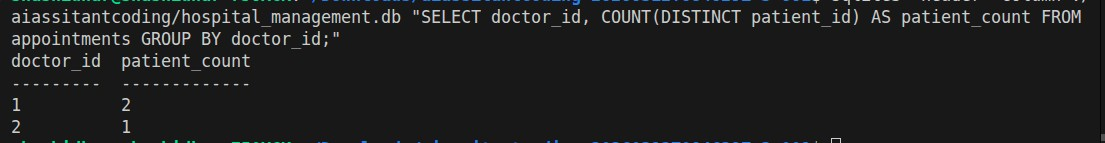 aiassitantcoding/hospital_management.db "SELECT doctor_id, COUNT(DISTINCT patient_id) AS patient_count FROM
appointments GROUP BY doctor_id;"
doctor_id  patient_count
---------  -------------
1          2
2          1